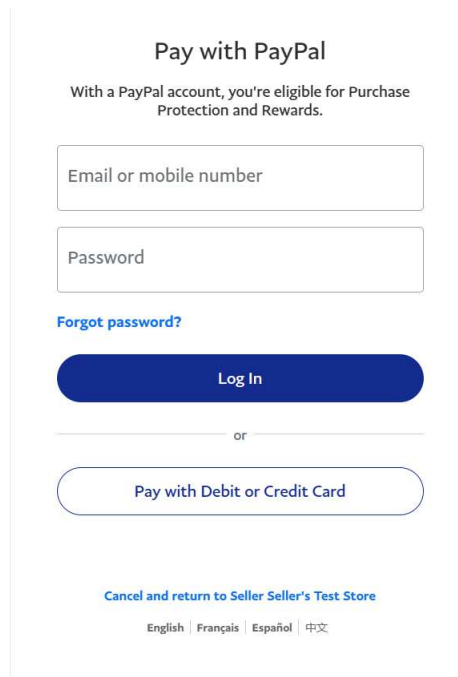 Pay with PayPal
With a PayPal account, you're eligible for Purchase
Protection and Rewards.
Email or mobile number
Password
Forgot password?
Log In
or
Pay with Debit or Credit Card
Cancel and return to Seller Seller's Test Store
English | Français | Español | 中文